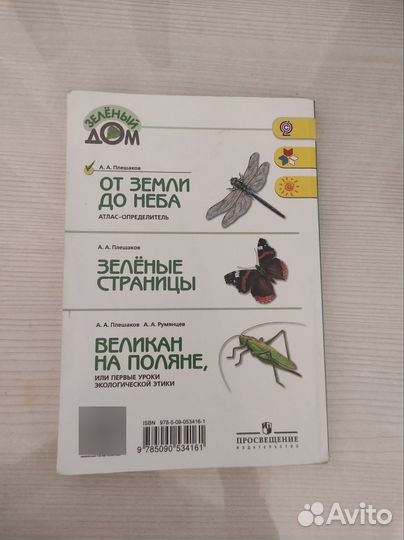 ЗЕЛЁНЫЙ
ДОМ
А. А. Плешаков
ОТ ЗЕМЛИ
ДО НЕБА
АТЛАС-ОПРЕДЕЛИТЕЛЬ
А. А. Плешаков
ЗЕЛЁНЫЕ
СТРАНИЦЫ
А. А. Плешаков А. А. Румянцев
ВЕЛИКАН
НА ПОЛЯНЕ,
ИЛИ ПЕРВЫЕ УРОКИ
ЭКОЛОГИЧЕСКОЙ ЭТИКИ
ISBN 978-5-09-053416-1
9 785090 534161
ПРОСВЕЩЕНИЕ
ИЗДАТЕЛЬСТВО
Avito